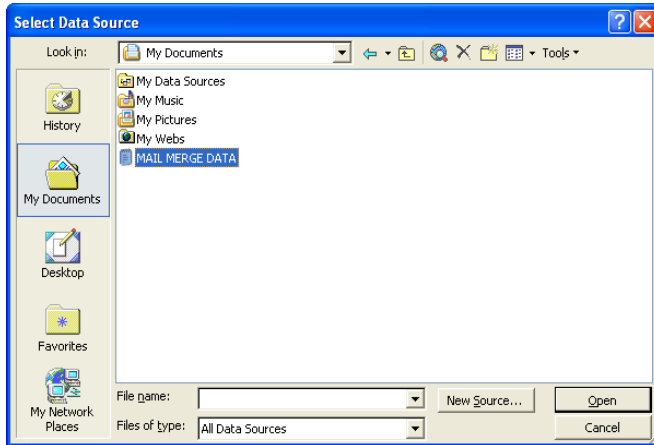 Select Data Source
Look in: My Documents Tools
My Data Sources
My Music
My Pictures
My Webs
MAIL MERGE DATA
History
My Documents
Desktop
Favorites
My Network
Places
File name: New Source... Open
Files of type: All Data Sources Cancel